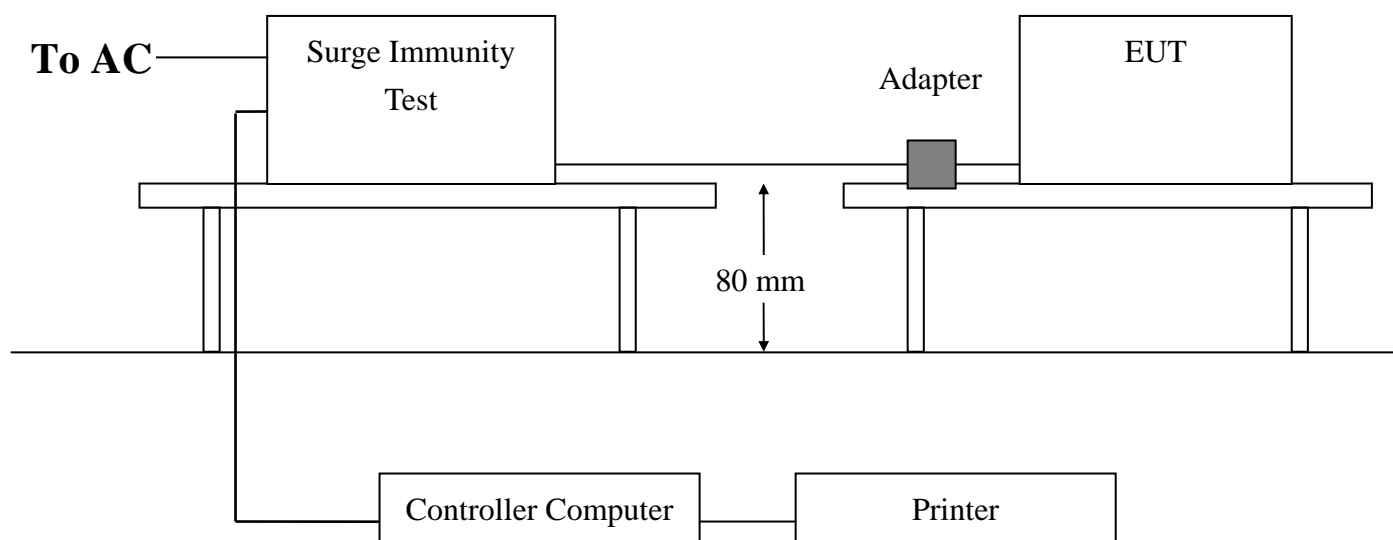 To AC
Surge Immunity
Test
Adapter
EUT
80 mm
Controller Computer
Printer